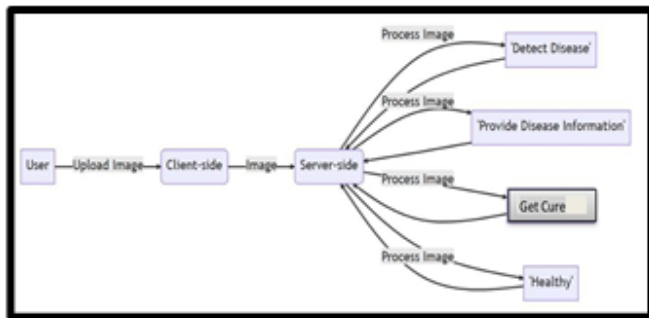 Process Image
'Detect Disease'
Process Image
'Provide Disease Information'
User
Upload Image
Client-side
Image
Server-side
Process Image
Get Cure
Process Image
'Healthy'